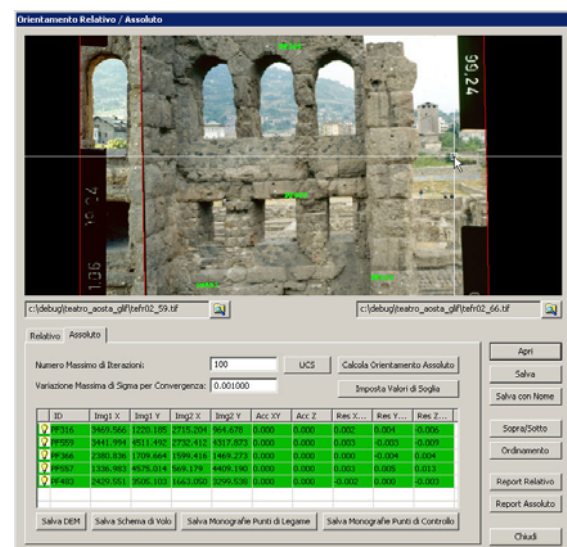 Orientamento Relativo / Assoluto
99,24
1.06
c:\debug\teatro_aosta_glif\tefr02_59.tif
c:\debug\teatro_aosta_glif\tefr02_66.tif
Relativo Assoluto
Numero Massimo di Iterazioni: 100 UCS Calcola Orientamento Assoluto
Variazione Massima di Sigma per Convergenza: 0.001000 Imposta Valori di Soglia
ID Img1 X Img1 Y Img2 X Img2 Y Acc XY Acc Z Res X... Res Y... Res Z...
PF316 3469.566 1220.185 2715.204 964.678 0.000 0.000 0.002 0.004 -0.006
PF559 3441.994 4511.492 2732.412 4317.873 0.000 0.000 0.003 -0.003 -0.009
PF366 2380.836 1709.664 1599.416 1469.273 0.000 0.000 0.000 -0.004 0.004
PF557 1336.983 4575.014 569.179 4409.190 0.000 0.000 0.003 0.005 0.013
PF483 2429.551 3505.103 1663.050 3299.538 0.000 0.000 -0.002 0.000 -0.003
Salva DEM Salva Schema di Volo Salva Monografie Punti di Legame Salva Monografie Punti di Controllo
Apri
Salva
Salva con Nome
Sopra/Sotto
Ordinamento
Report Relativo
Report Assoluto
Chiudi